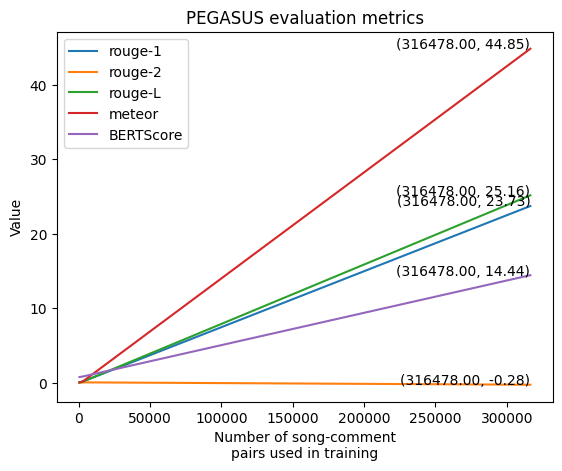 PEGASUS evaluation metrics
rouge-1
rouge-2
rouge-L
meteor
BERTScore
(316478.00, 44.85)
(316478.00, 25.16)
(316478.00, 23.73)
(316478.00, 14.44)
(316478.00, -0.28)
Value
40
30
20
10
0
0 50000 100000 150000 200000 250000 300000
Number of song-comment
pairs used in training